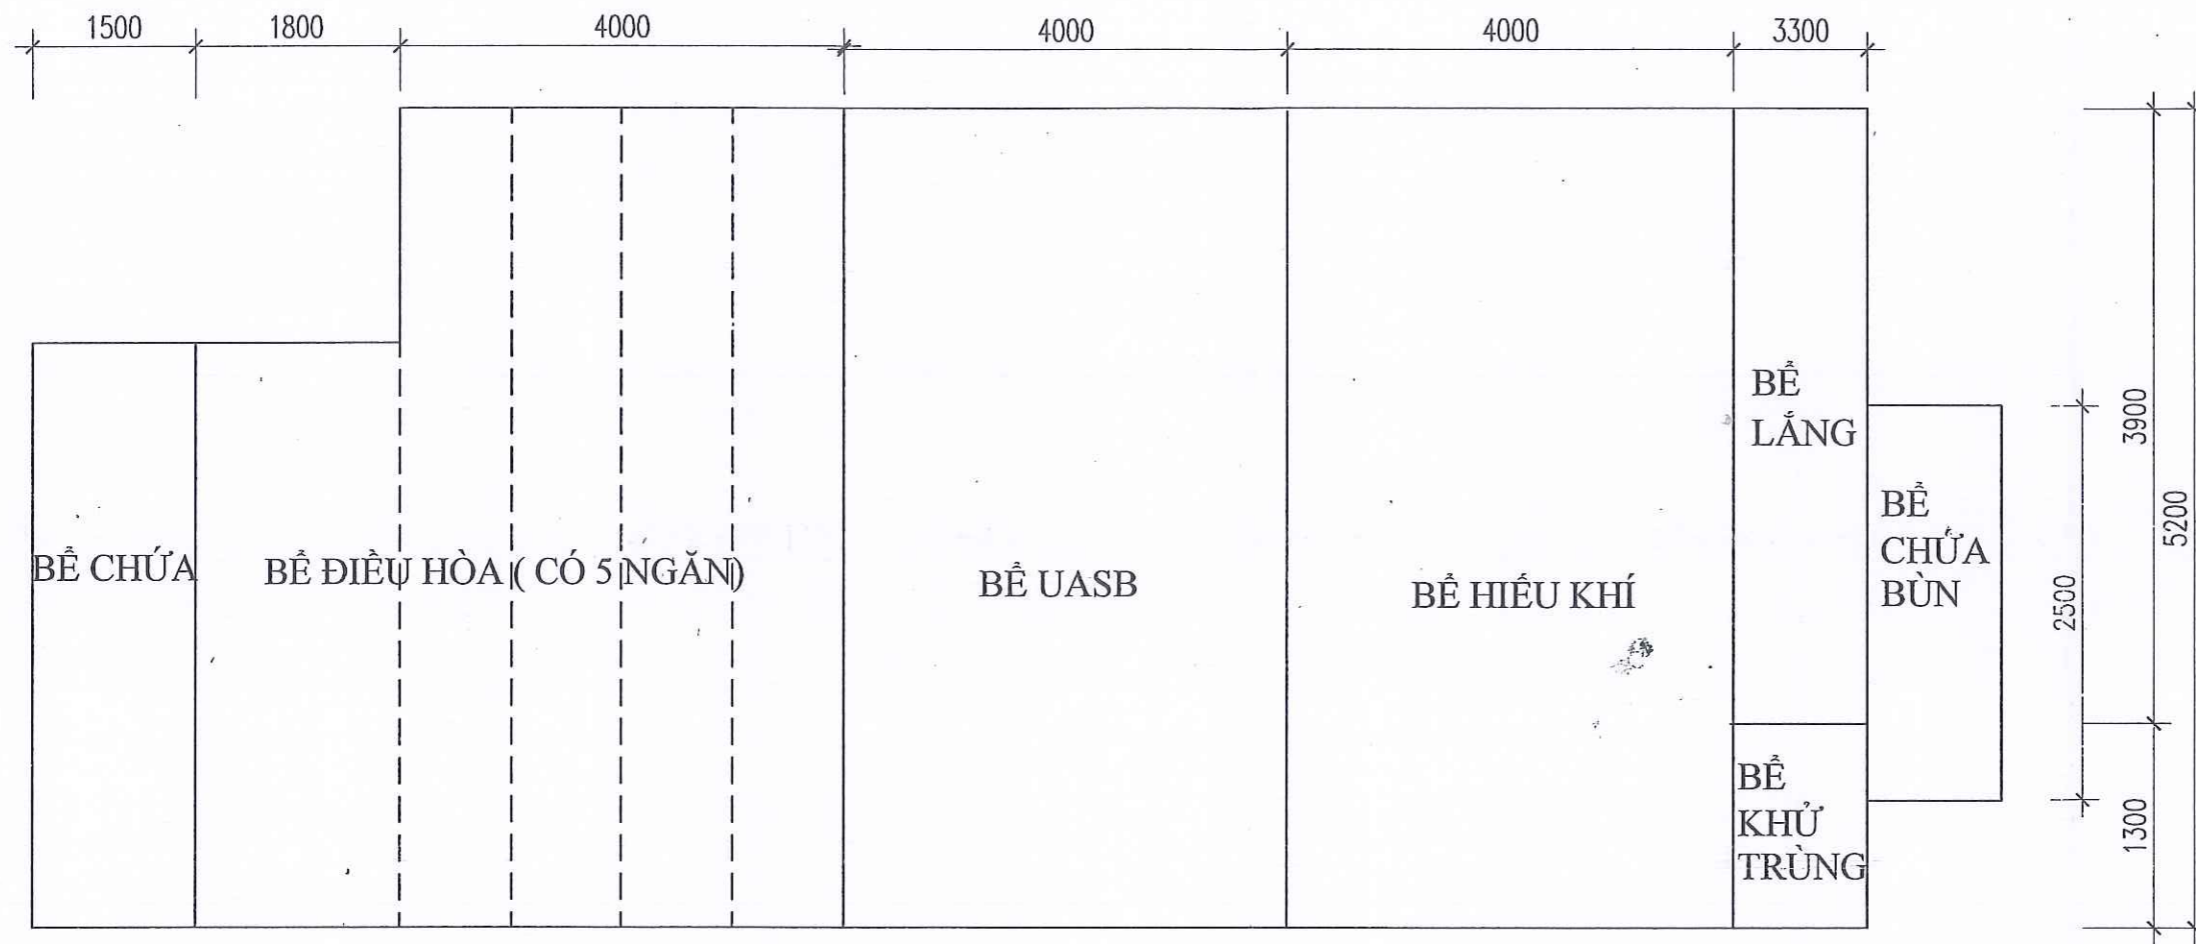 1500 1800 4000 4000 4000 3300
BỂ
LẮNG
3900
BỂ
CHỨA
BÙN
5200
2500
BỂ CHỨA
BỂ ĐIỀU HÒA ( CÓ 5 NGĂN)
BỂ UASB
BỂ HIẾU KHÍ
BỂ
KHỬ
TRÙNG
1300